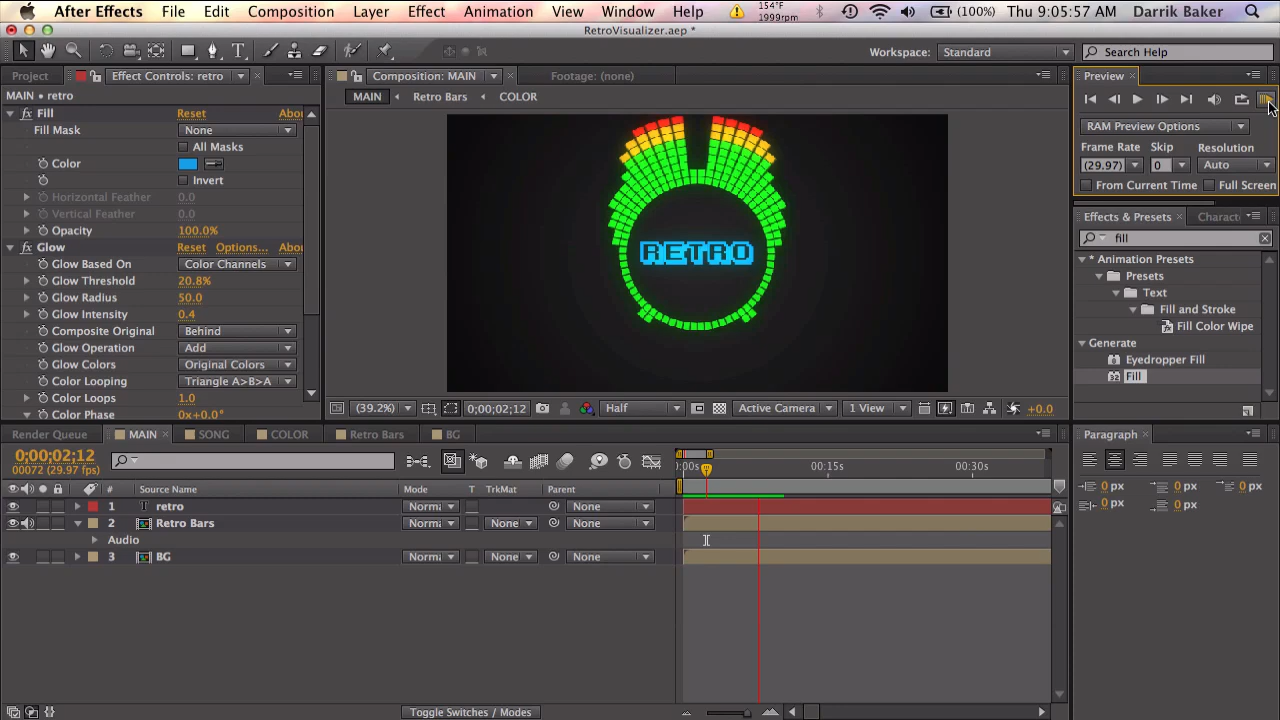 After Effects File Edit Composition Layer Effect Animation View Window Help 154°F 1999rpm (100%) Thu 9:05:57 AM Darrik Baker
RetroVisualizer.aep *
Workspace: Standard Search Help
Project Effect Controls: retro Composition: MAIN Footage: (none) Preview
MAIN • retro
MAIN Retro Bars COLOR
fx Fill Reset Abou
Fill Mask None
All Masks
Color
Invert
Horizontal Feather 0.0
Vertical Feather 0.0
Opacity 100.0%
fx Glow Reset Options... Abou
Glow Based On Color Channels
Glow Threshold 20.8%
Glow Radius 50.0
Glow Intensity 0.4
Composite Original Behind
Glow Operation Add
Glow Colors Original Colors
Color Looping Triangle A>B>A
Color Loops 1.0
Color Phase 0x+0.0°
RETRO
(39.2%) 0;00;02;12 Half Active Camera 1 View +0.0
RAM Preview Options
Frame Rate Skip Resolution
(29.97) 0 Auto
From Current Time Full Screen
Effects & Presets Charact
fill
* Animation Presets
Presets
Text
Fill and Stroke
Fill Color Wipe
Generate
Eyedropper Fill
32 Fill
Render Queue MAIN SONG COLOR Retro Bars BG
0;00;02;12
00072 (29.97 fps)
:00s 00:15s 00:30s
# Source Name Mode T TrkMat Parent
1 T retro Norma None
2 Retro Bars Norma None None
Audio
3 BG Norma None None
Toggle Switches / Modes
Paragraph
0 px 0 px 0 px
0 px 0 px